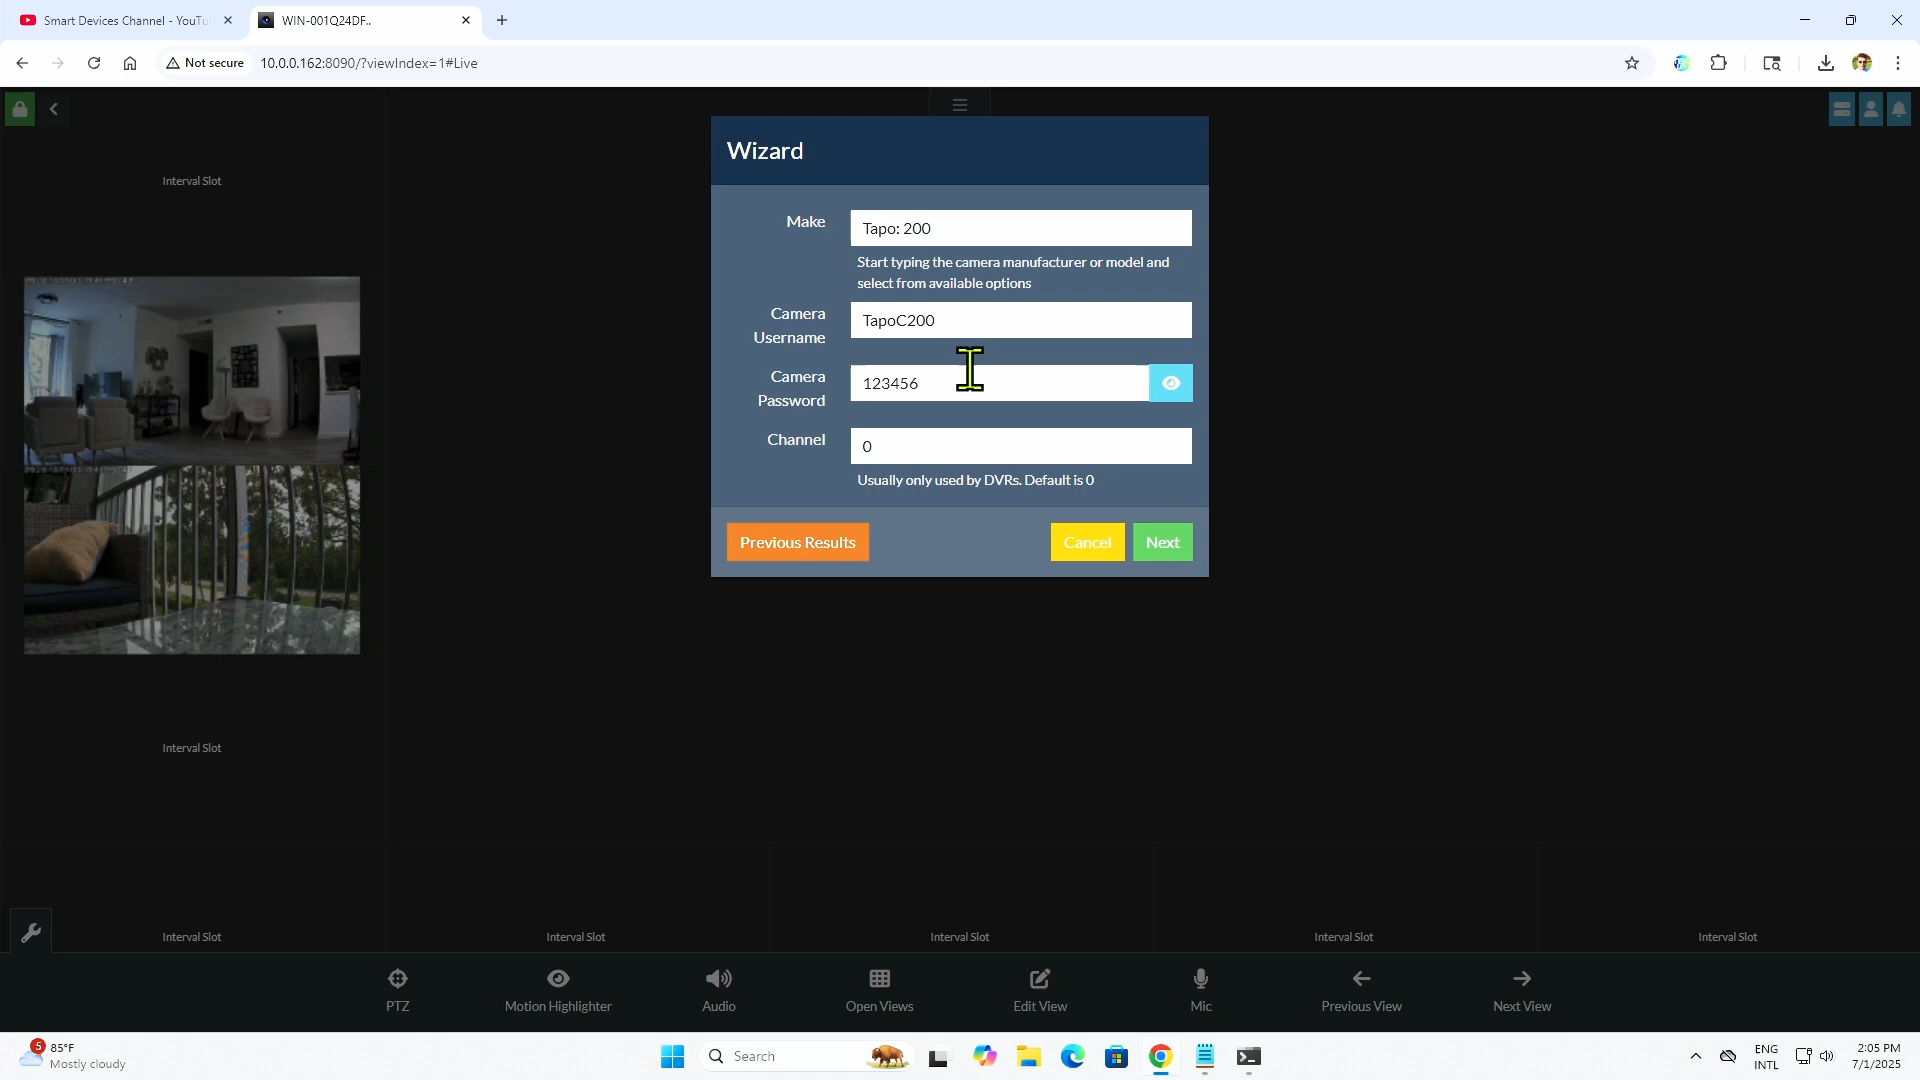 Smart Devices Channel - YouTu
WIN-001Q24DF..
Not secure
10.0.0.162:8090/?viewIndex=1#Live
Interval Slot
Wizard
Make
Tapo: 200
Start typing the camera manufacturer or model and
select from available options
Camera
Username
TapoC200
Camera
Password
123456
Channel
0
Usually only used by DVRs. Default is 0
Previous Results
Cancel
Next
Interval Slot
Interval Slot
Interval Slot
Interval Slot
Interval Slot
Interval Slot
PTZ
Motion Highlighter
Audio
Open Views
Edit View
Mic
Previous View
Next View
5
85°F
Mostly cloudy
Search
ENG
INTL
2:05 PM
7/1/2025